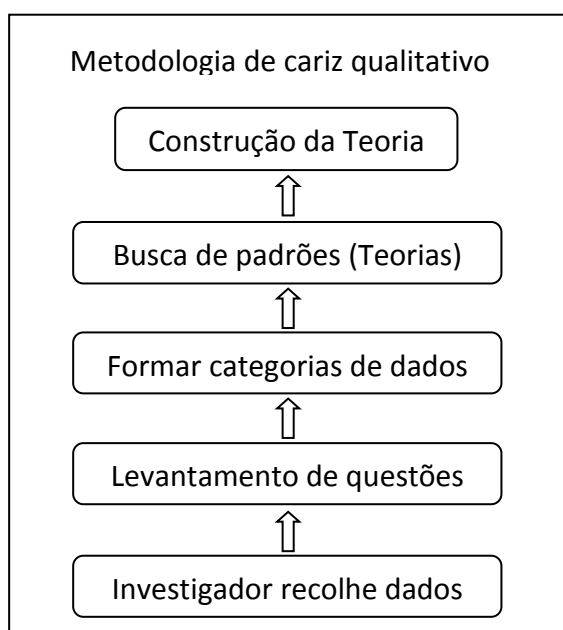 Metodologia de cariz qualitativo
Construção da Teoria
Busca de padrões (Teorias)
Formar categorias de dados
Levantamento de questões
Investigador recolhe dados